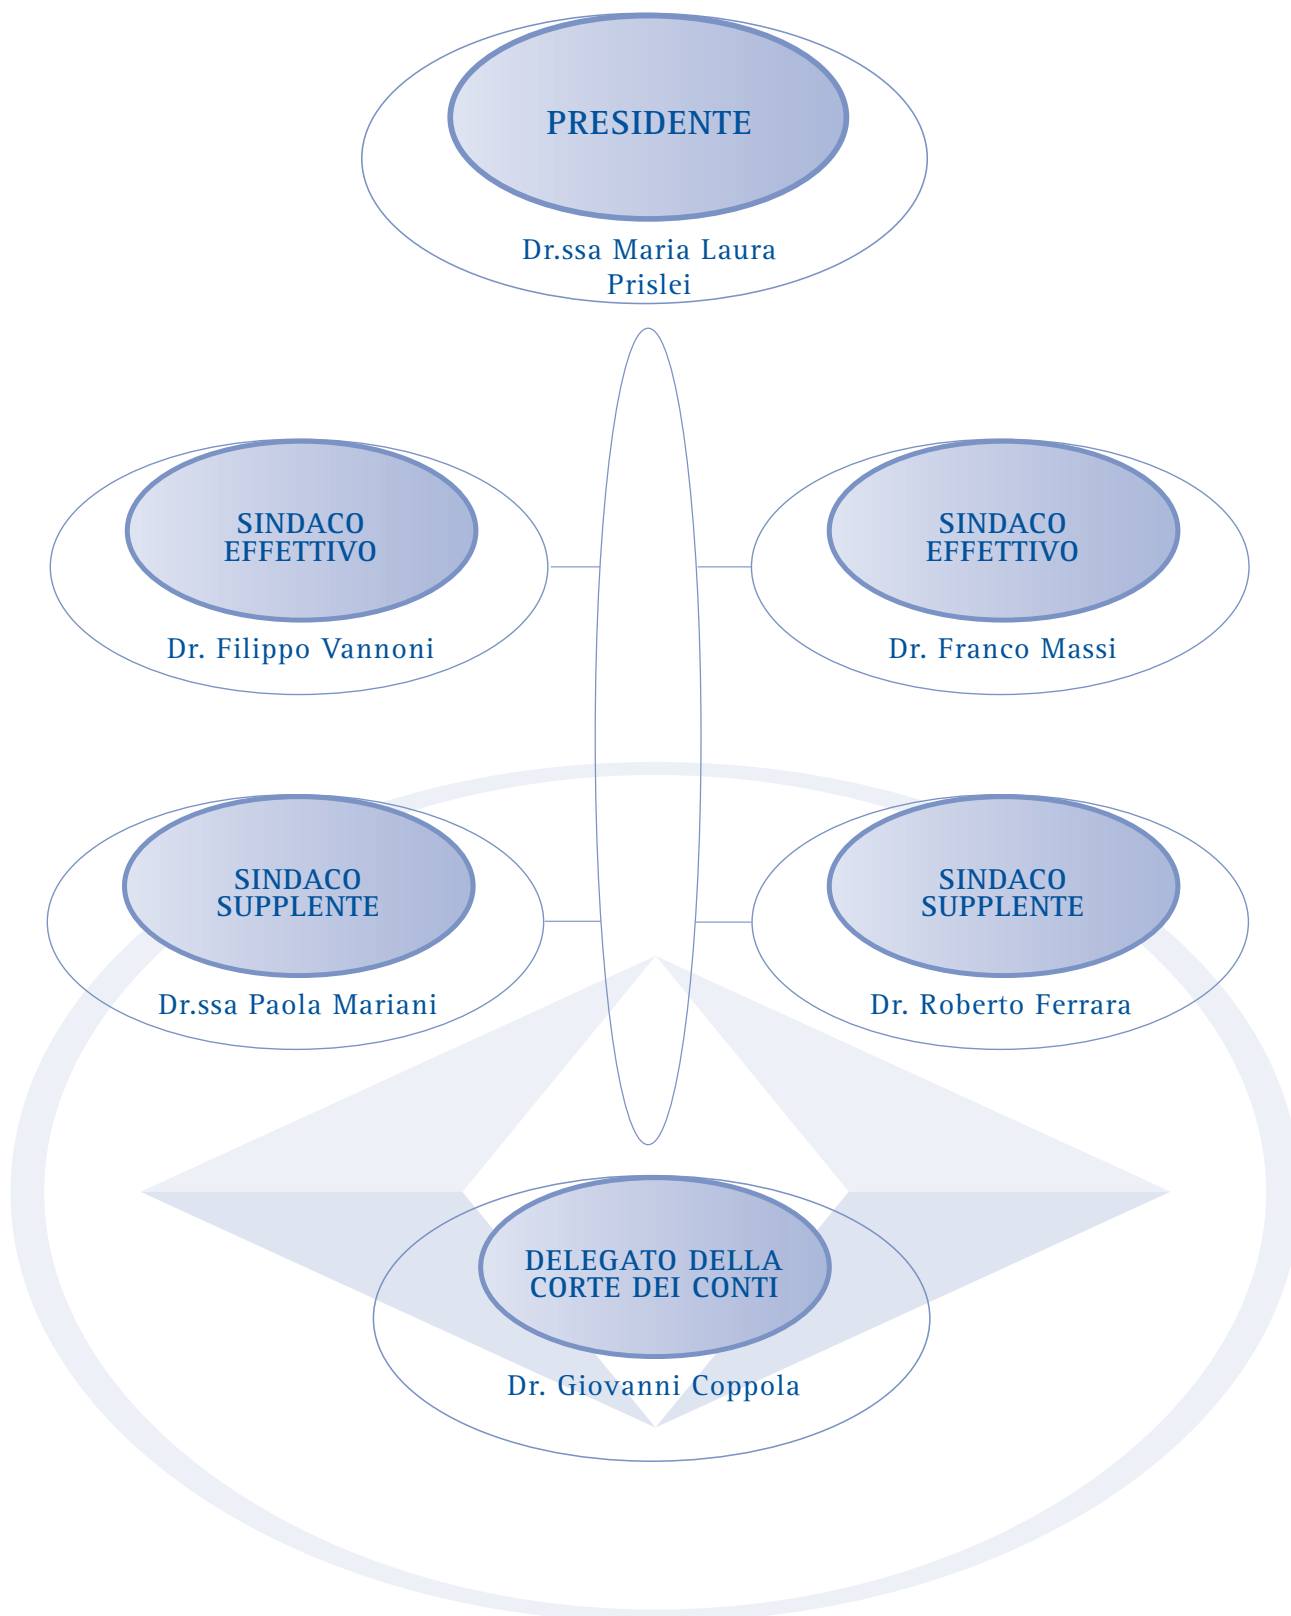 PRESIDENTE
Dr.ssa Maria Laura
Prislei
SINDACO
EFFETTIVO
Dr. Filippo Vannoni
SINDACO
EFFETTIVO
Dr. Franco Massi
SINDACO
SUPPLENTE
Dr.ssa Paola Mariani
SINDACO
SUPPLENTE
Dr. Roberto Ferrara
DELEGATO DELLA
CORTE DEI CONTI
Dr. Giovanni Coppola